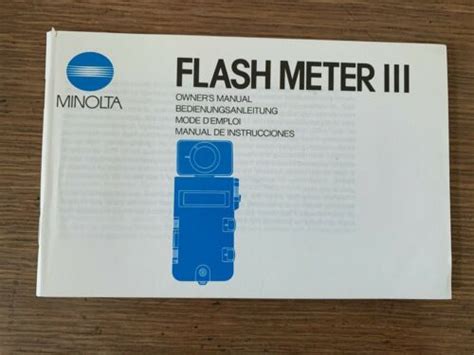 MINOLTA
FLASH METER III
OWNER'S MANUAL
BEDIENUNGSANLEITUNG
MODE D'EMPLOI
MANUAL DE INSTRUCCIONES